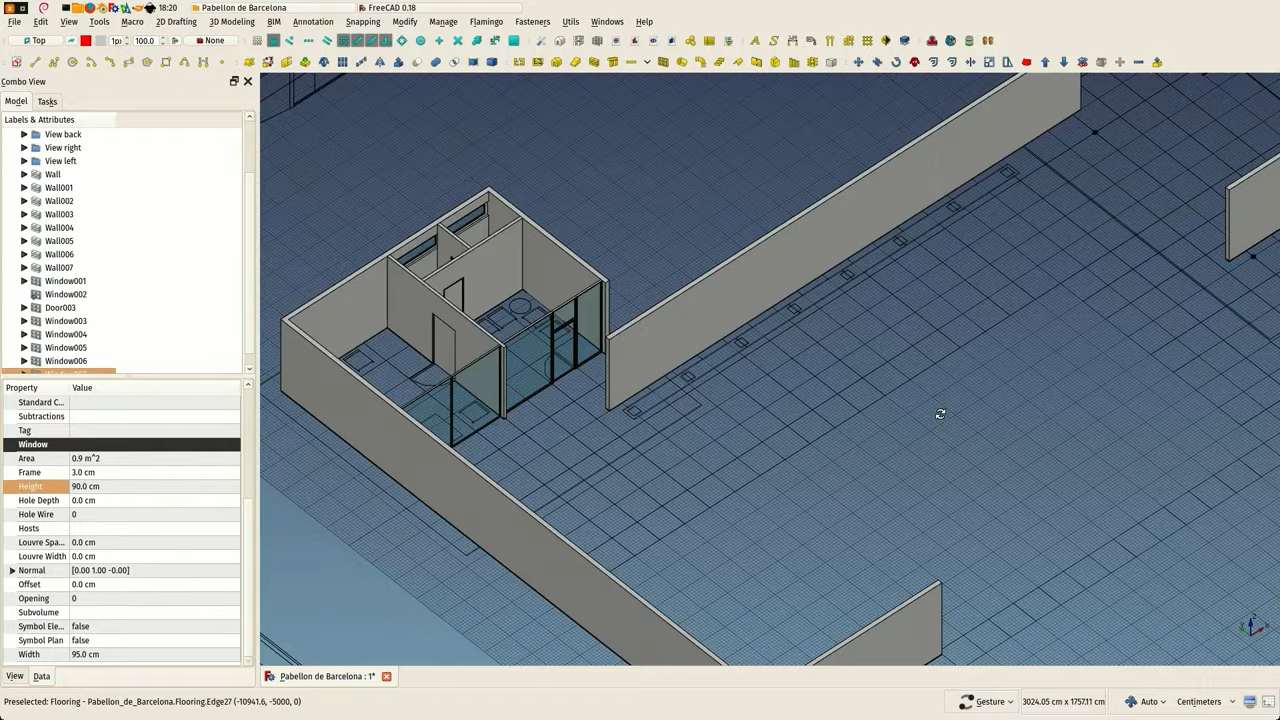 18:20
Pabellon de Barcelona
FreeCAD 0.18
File Edit View Tools Macro 2D Drafting 3D Modeling BIM Annotation Snapping Modify Manage Flamingo Fasteners Utils Windows Help
Top
1px
100.0
None
Combo View
Model Tasks
Labels & Attributes
View back
View right
View left
Wall
Wall001
Wall002
Wall003
Wall004
Wall005
Wall006
Wall007
Window001
Window002
Door003
Window003
Window004
Window005
Window006
Property Value
Standard C...
Subtractions
Tag
Window
Area 0.9 m^2
Frame 3.0 cm
Height 90.0 cm
Hole Depth 0.0 cm
Hole Wire 0
Hosts
Louvre Spa... 0.0 cm
Louvre Width 0.0 cm
Normal [0.00 1.00 -0.00]
Offset 0.0 cm
Opening 0
Subvolume
Symbol Ele... false
Symbol Plan false
Width 95.0 cm
View Data
Pabellon de Barcelona : 1*
Preselected: Flooring - Pabellon_de_Barcelona.Flooring.Edge27 (-10941.6, -5000, 0)
Gesture
3024.05 cm x 1757.11 cm
Auto
Centimeters